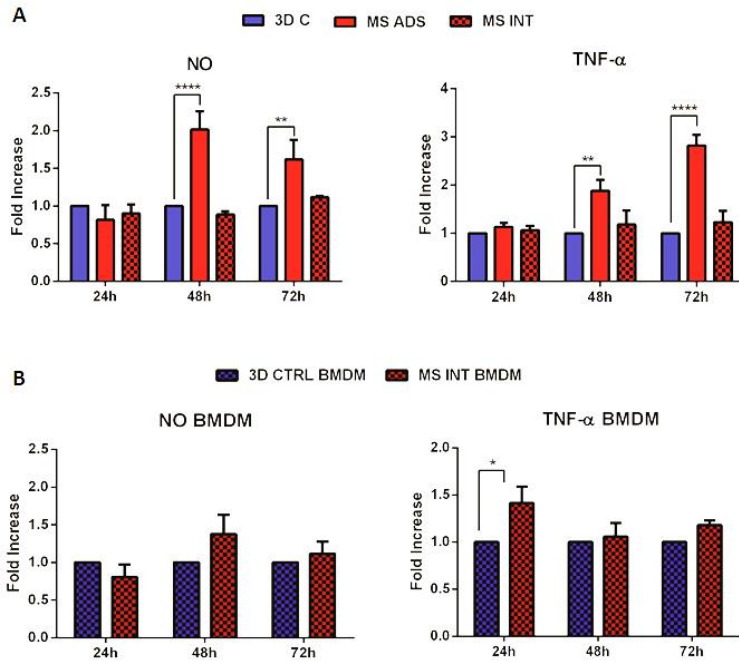 A
3D C MS ADS MS INT
NO
TNF-α
Fold Increase
2.5
2.0
1.5
1.0
0.5
0.0
****
**
24h 48h 72h
Fold Increase
4
3
2
1
0
**
****
24h 48h 72h
B
3D CTRL BMDM MS INT BMDM
NO BMDM
TNF-α BMDM
Fold Increase
2.5
2.0
1.5
1.0
0.5
0.0
24h 48h 72h
Fold Increase
2.0
1.5
1.0
0.5
0.0
*
24h 48h 72h